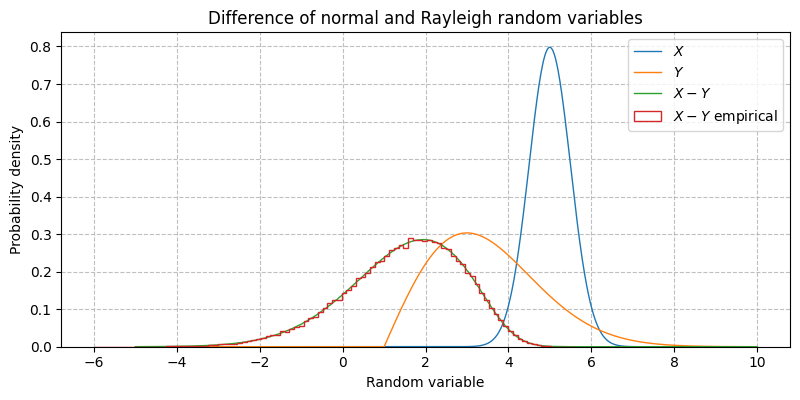 Difference of normal and Rayleigh random variables
Probability density
0.8
0.7
0.6
0.5
0.4
0.3
0.2
0.1
0.0
−6 −4 −2 0 2 4 6 8 10
Random variable
X
Y
X − Y
X − Y empirical